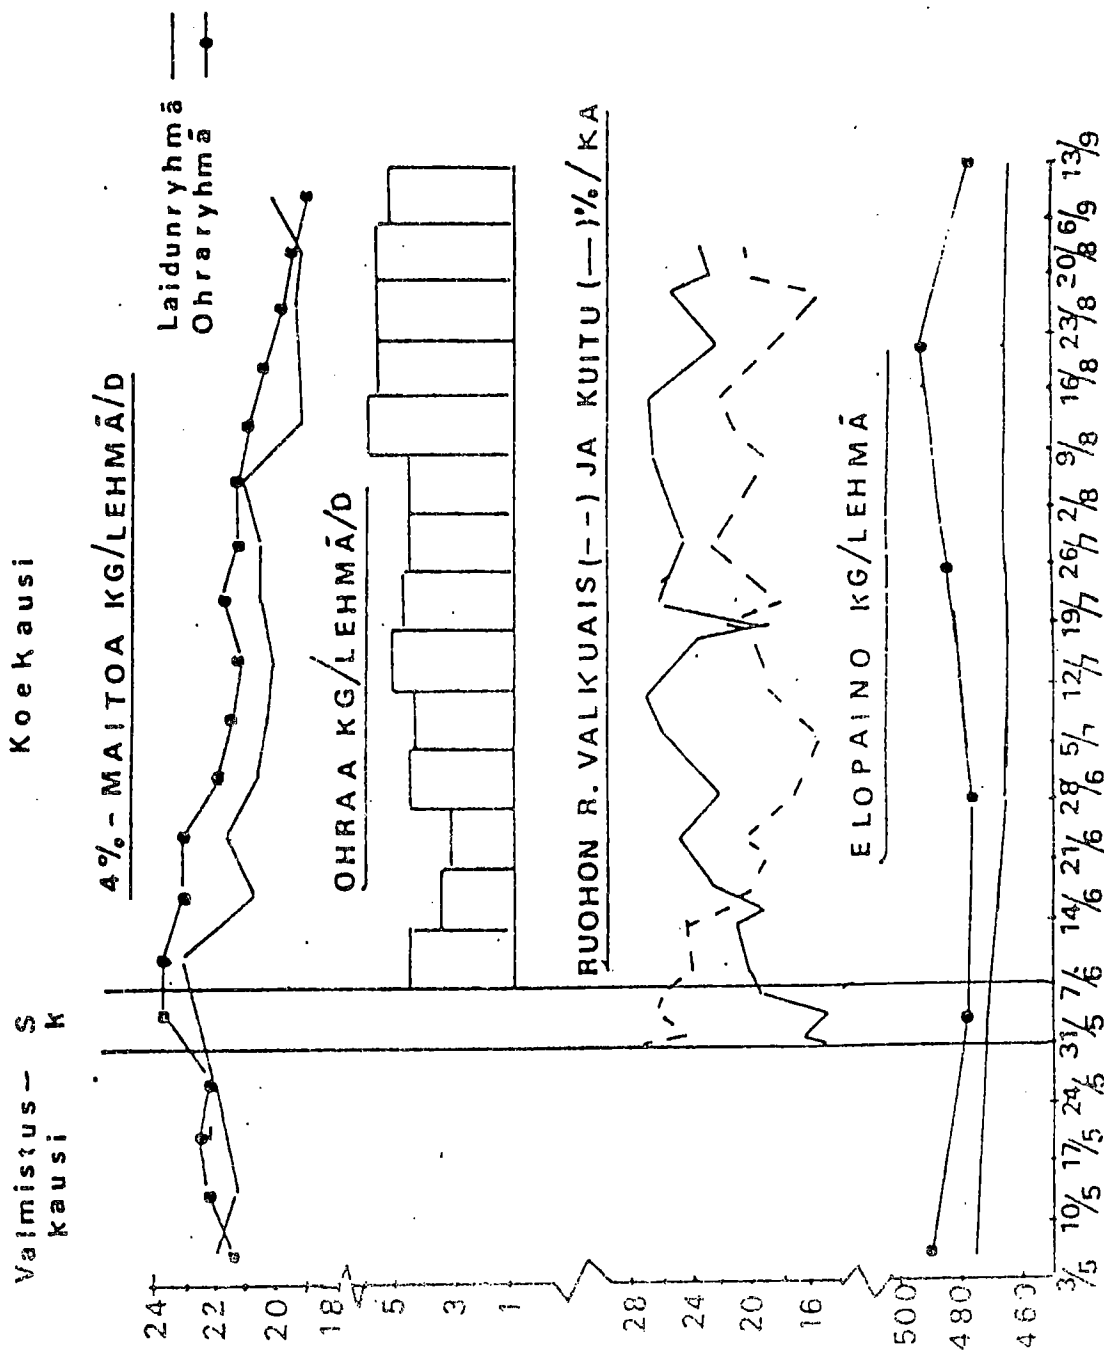 Valmistus-
kausi
S
K
Koekausi
Laidunryhmä
Ohraryhmä
4%-MAITOA KG/LEHMÄ/D
24
22
20
18
OHRAA KG/LEHMÄ/D
5
3
1
RUOHON R. VALKUAIS(--) JA KUITU (—)%/KA
28
24
20
16
ELOPAINO KG/LEHMÄ
500
480
460
3/5 10/5 17/5 24/5 31/5 7/6 14/6 21/6 28/6 5/7 12/7 19/7 26/7 2/8 9/8 16/8 23/8 20/8 6/9 13/9